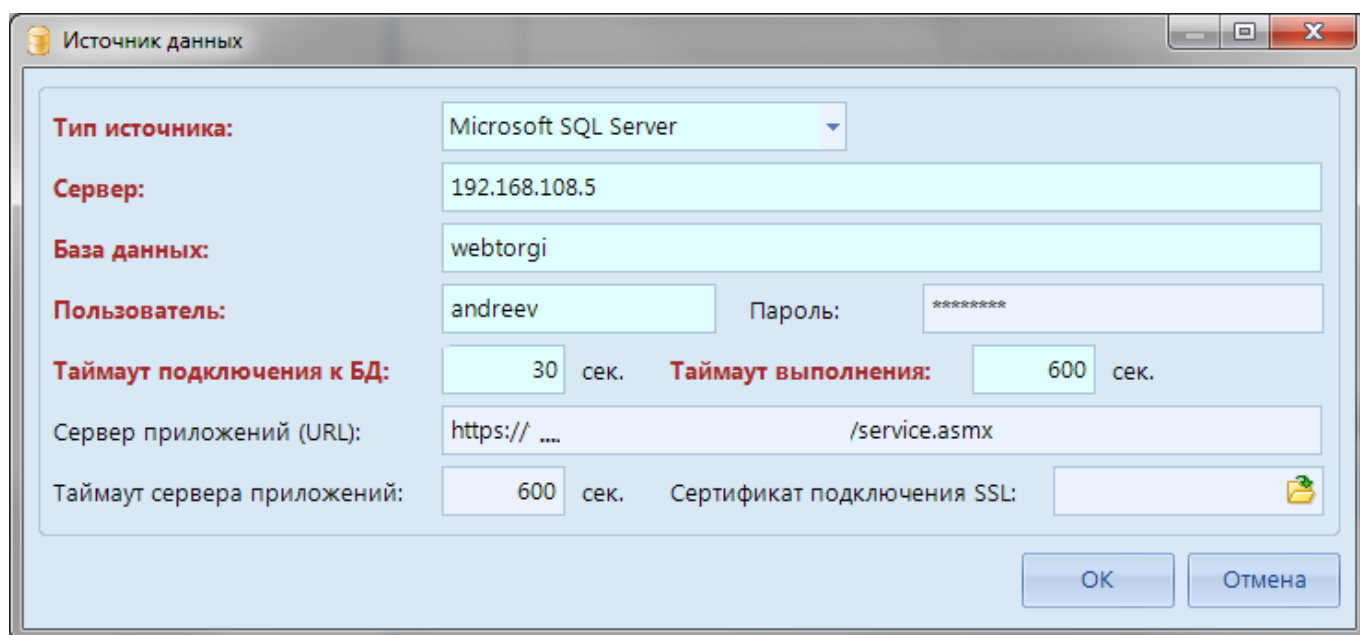 Источник данных
Тип источника: Microsoft SQL Server
Сервер: 192.168.108.5
База данных: webtorgi
Пользователь: andreev Пароль: ********
Таймаут подключения к БД: 30 сек. Таймаут выполнения: 600 сек.
Сервер приложений (URL): https:// .... /service.asmx
Таймаут сервера приложений: 600 сек. Сертификат подключения SSL:
ОК Отмена